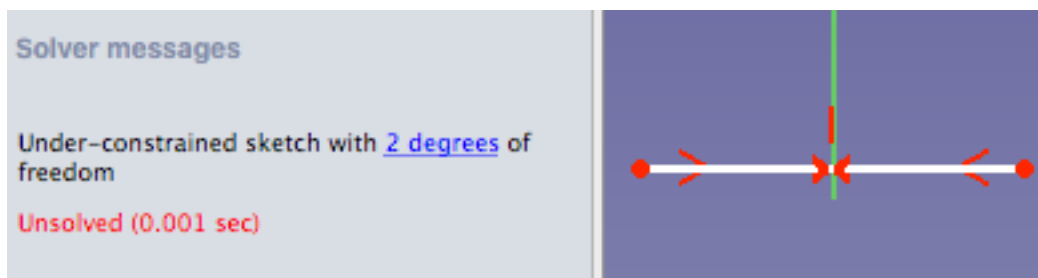 Solver messages
Under-constrained sketch with 2 degrees of
freedom
Unsolved (0.001 sec)